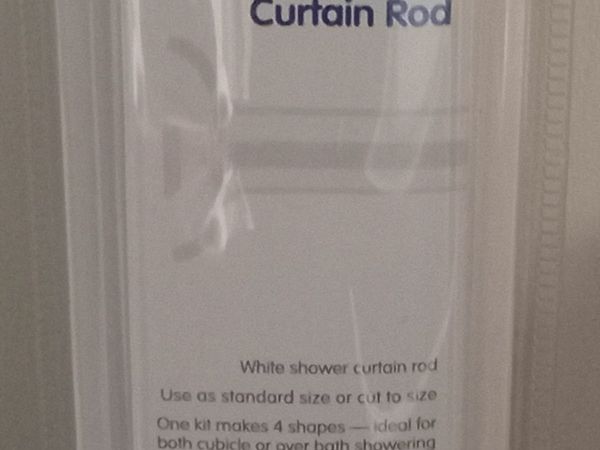 Curtain Rod
White shower curtain rod
Use as standard size or cut to size
One kit makes 4 shapes — ideal for
both cubicle or over bath showering